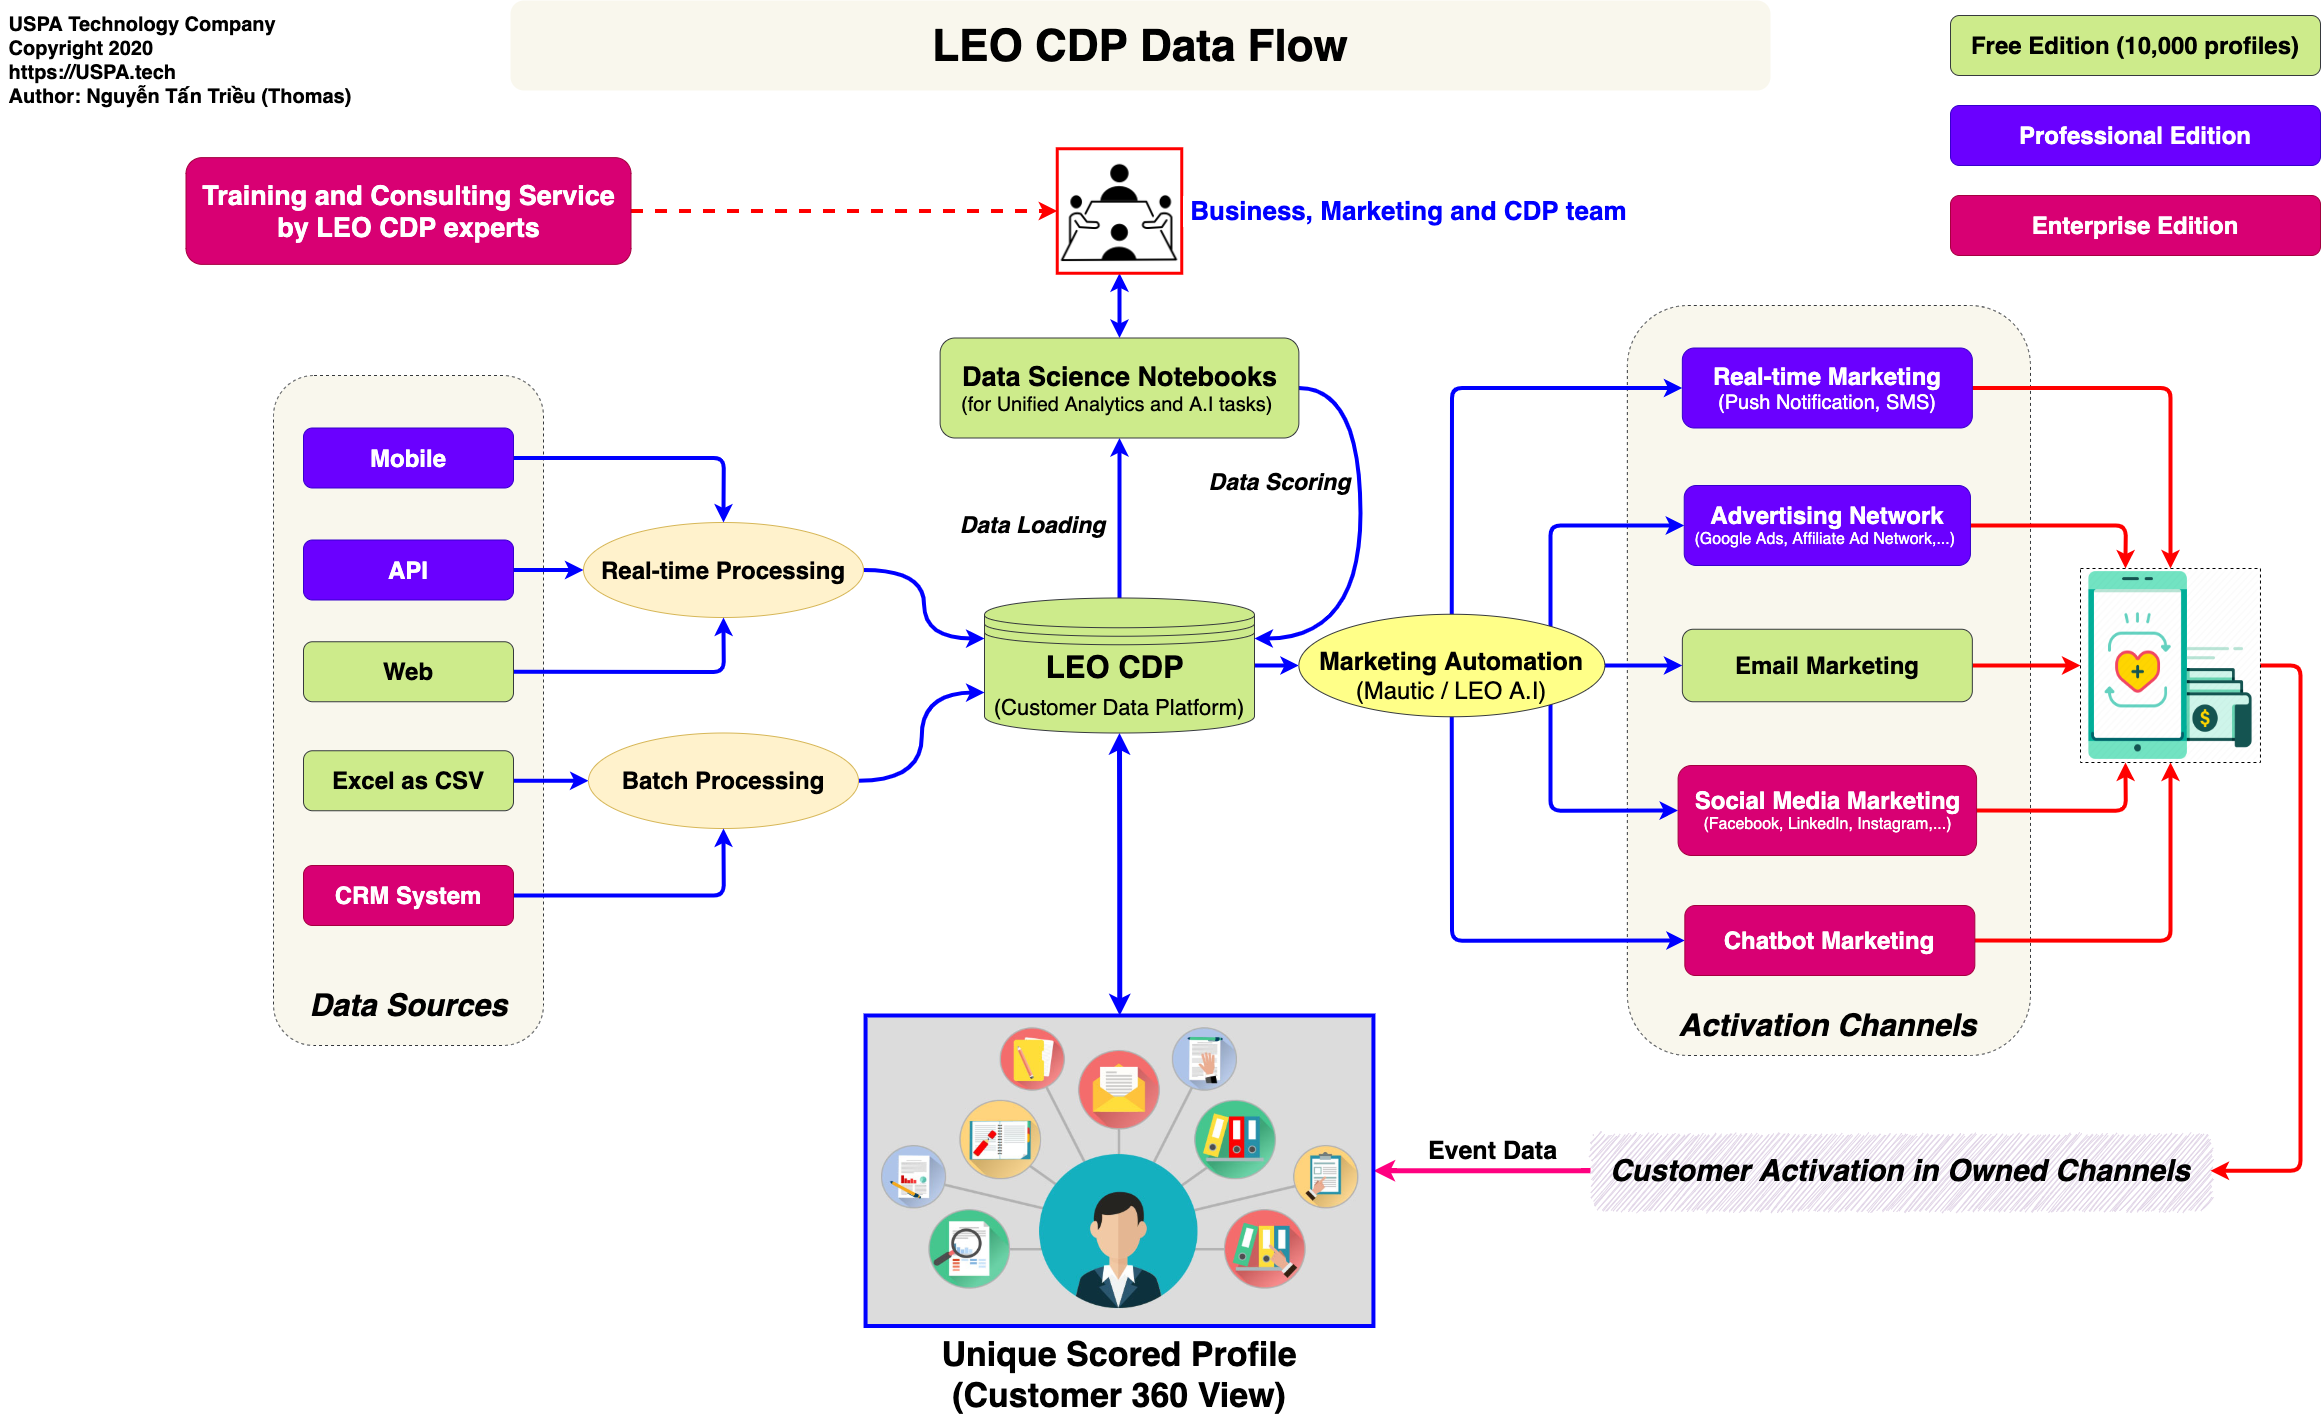 USPA Technology Company
Copyright 2020
https://USPA.tech
Author: Nguyễn Tấn Triều (Thomas)
LEO CDP Data Flow
Free Edition (10,000 profiles)
Professional Edition
Enterprise Edition
Training and Consulting Service
by LEO CDP experts
Business, Marketing and CDP team
Data Science Notebooks
(for Unified Analytics and A.I tasks)
Data Scoring
Data Loading
Mobile
API
Web
Excel as CSV
CRM System
Data Sources
Real-time Processing
Batch Processing
LEO CDP
(Customer Data Platform)
Marketing Automation
(Mautic / LEO A.I)
Real-time Marketing
(Push Notification, SMS)
Advertising Network
(Google Ads, Affiliate Ad Network,...)
Email Marketing
Social Media Marketing
(Facebook, LinkedIn, Instagram,...)
Chatbot Marketing
Activation Channels
$
Event Data
Customer Activation in Owned Channels
Unique Scored Profile
(Customer 360 View)